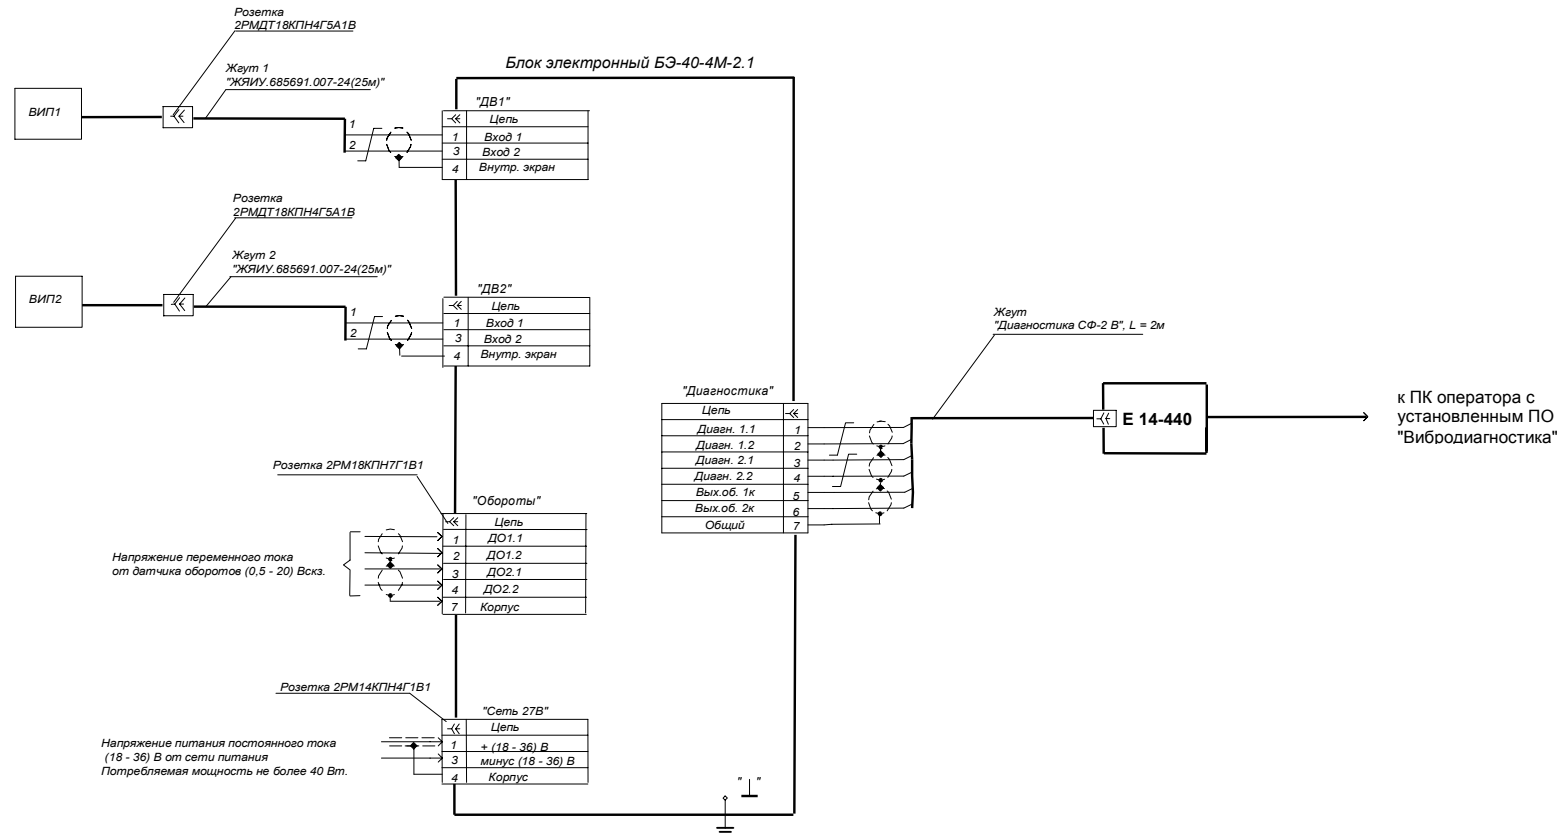 Розетка
2РМДТ18КПН4Г5А1В
Жгут 1
"ЖЯИУ.685691.007-24(25м)"
ВИП1
1
2
Блок электронный БЭ-40-4М-2.1
"ДВ1"
Цепь
1 Вход 1
3 Вход 2
4 Внутр. экран
Розетка
2РМДТ18КПН4Г5А1В
Жгут 2
"ЖЯИУ.685691.007-24(25м)"
ВИП2
1
2
"ДВ2"
Цепь
1 Вход 1
3 Вход 2
4 Внутр. экран
Жгут
"Диагностика СФ-2 В", L = 2м
"Диагностика"
Цепь
Диагн. 1.1 1
Диагн. 1.2 2
Диагн. 2.1 3
Диагн. 2.2 4
Вых.об. 1к 5
Вых.об. 2к 6
Общий 7
Е 14-440
к ПК оператора с
установленным ПО
"Вибродиагностика"
Розетка 2РМ18КПН7Г1В1
"Обороты"
Цепь
1 ДО1.1
2 ДО1.2
3 ДО2.1
4 ДО2.2
7 Корпус
Напряжение переменного тока
от датчика оборотов (0,5 - 20) Вскз.
Розетка 2РМ14КПН4Г1В1
"Сеть 27В"
Цепь
1 + (18 - 36) В
3 минус (18 - 36) В
4 Корпус
Напряжение питания постоянного тока
(18 - 36) В от сети питания
Потребляемая мощность не более 40 Вт.